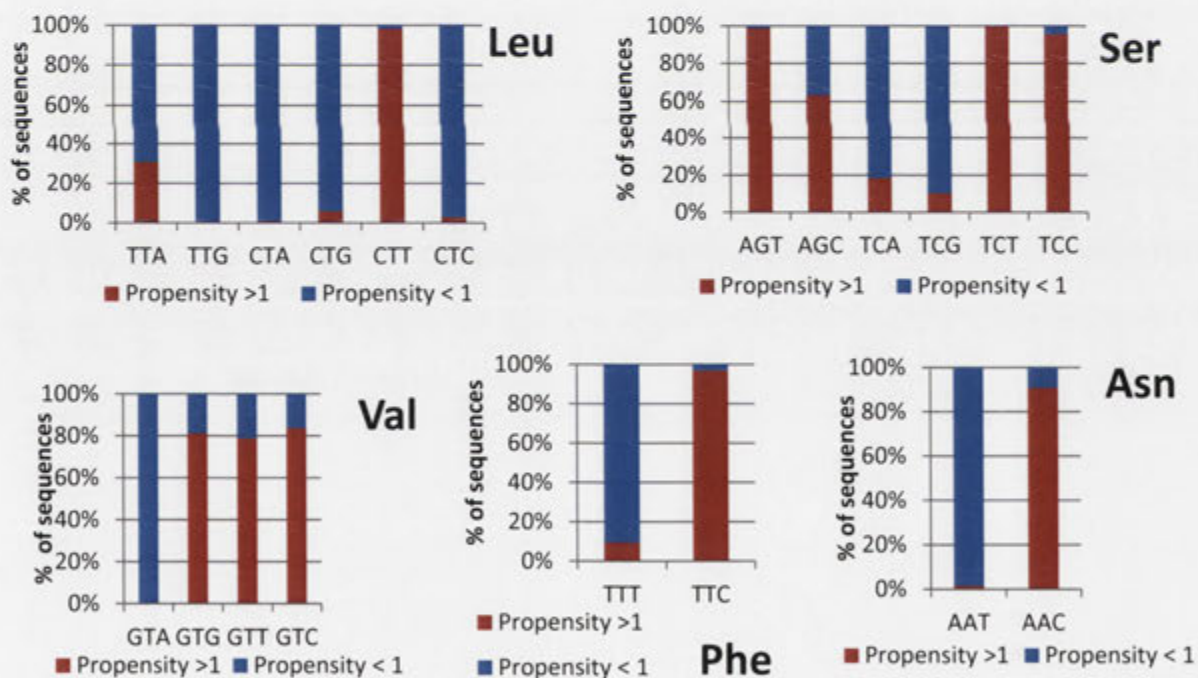 Leu
% of sequences
100%
80%
60%
40%
20%
0%
TTA TTG CTA CTG CTT CTC
Propensity >1 Propensity < 1
Ser
% of sequences
100%
80%
60%
40%
20%
0%
AGT AGC TCA TCG TCT TCC
Propensity >1 Propensity < 1
Val
% of sequences
100%
80%
60%
40%
20%
0%
GTA GTG GTT GTC
Propensity >1 Propensity < 1
% of sequences
100%
80%
60%
40%
20%
0%
TTT TTC
Propensity >1
Propensity < 1
Phe
Asn
% of sequences
100%
80%
60%
40%
20%
0%
AAT AAC
Propensity >1 Propensity < 1